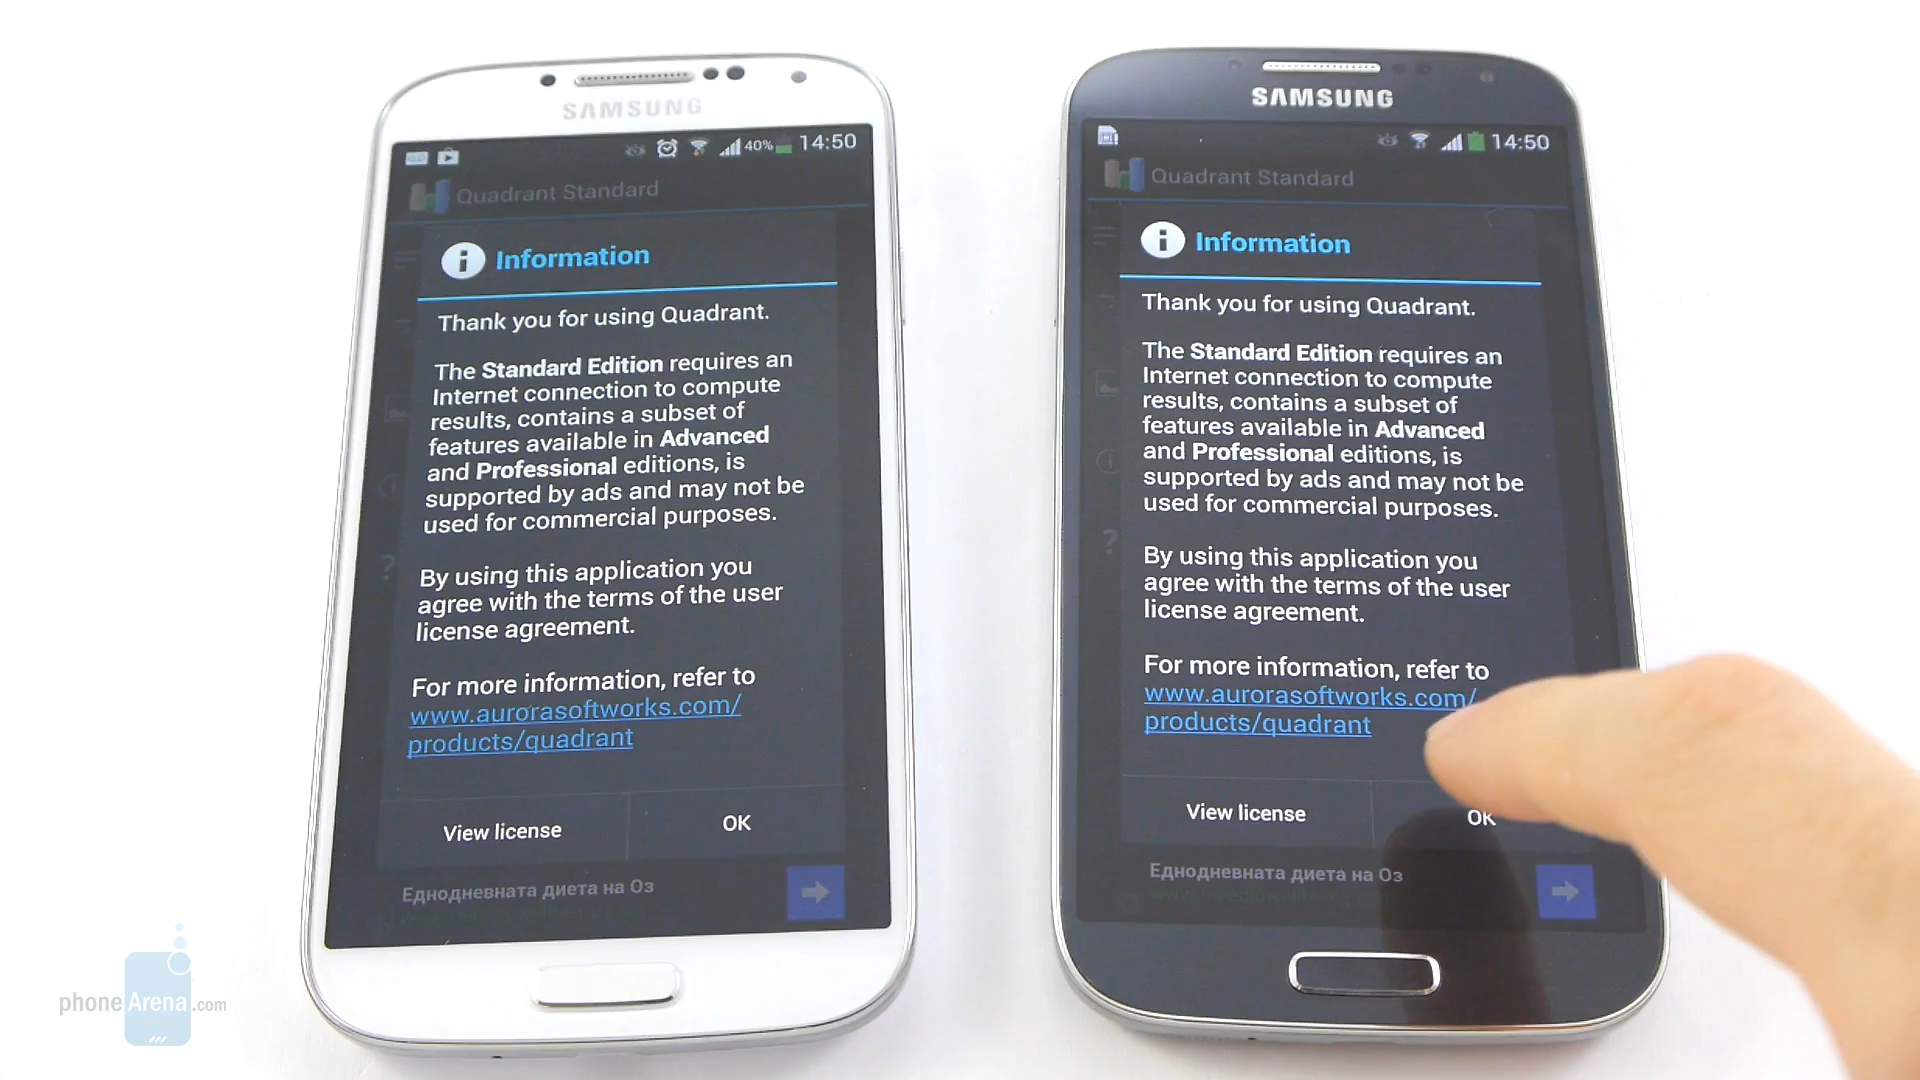 SAMSUNG
40% 14:50
Quadrant Standard
Information
Thank you for using Quadrant.
The Standard Edition requires an
Internet connection to compute
results, contains a subset of
features available in Advanced
and Professional editions, is
supported by ads and may not be
used for commercial purposes.
By using this application you
agree with the terms of the user
license agreement.
For more information, refer to
www.aurorasoftworks.com/
products/quadrant
View license OK
Еднодневната диета на Оз
SAMSUNG
14:50
Quadrant Standard
Information
Thank you for using Quadrant.
The Standard Edition requires an
Internet connection to compute
results, contains a subset of
features available in Advanced
and Professional editions, is
supported by ads and may not be
used for commercial purposes.
By using this application you
agree with the terms of the user
license agreement.
For more information, refer to
www.aurorasoftworks.com/
products/quadrant
View license OK
Еднодневната диета на Оз
phoneArena.com